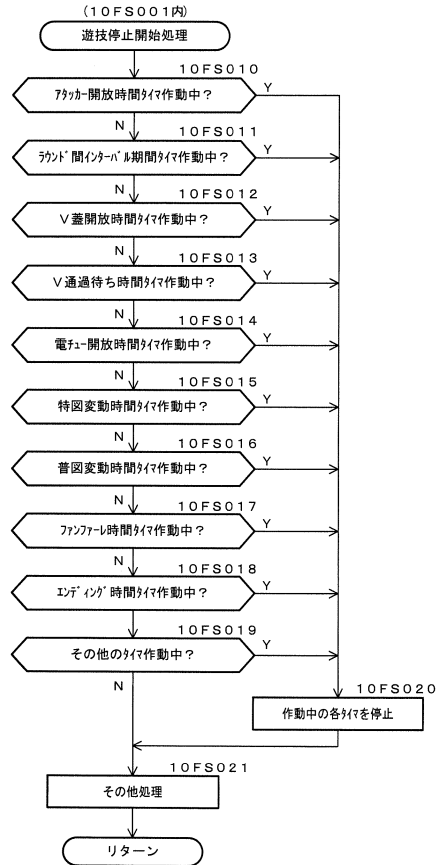 (10FS001内)
遊技停止開始処理
10FS010
アタッカー開放時間タイマ作動中？
Y
N
10FS011
ラウンド間インターバル期間タイマ作動中？
Y
N
10FS012
V蓋開放時間タイマ作動中？
Y
N
10FS013
V通過待ち時間タイマ作動中？
Y
N
10FS014
電チュー開放時間タイマ作動中？
Y
N
10FS015
特図変動時間タイマ作動中？
Y
N
10FS016
普図変動時間タイマ作動中？
Y
N
10FS017
ファンファーレ時間タイマ作動中？
Y
N
10FS018
エンディング時間タイマ作動中？
Y
N
10FS019
その他のタイマ作動中？
Y
N
10FS020
作動中の各タイマを停止
10FS021
その他処理
リターン